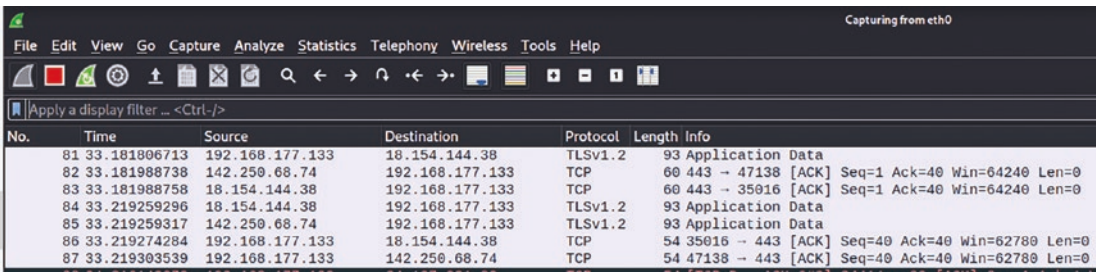 Capturing from eth0
File Edit View Go Capture Analyze Statistics Telephony Wireless Tools Help
Apply a display filter ... <Ctrl-/>
No. Time Source Destination Protocol Length Info
81 33.181806713 192.168.177.133 18.154.144.38 TLSv1.2 93 Application Data
82 33.181988738 142.250.68.74 192.168.177.133 TCP 60 443 → 47138 [ACK] Seq=1 Ack=40 Win=64240 Len=0
83 33.181988758 18.154.144.38 192.168.177.133 TCP 60 443 → 35016 [ACK] Seq=1 Ack=40 Win=64240 Len=0
84 33.219259296 18.154.144.38 192.168.177.133 TLSv1.2 93 Application Data
85 33.219259317 142.250.68.74 192.168.177.133 TLSv1.2 93 Application Data
86 33.219274284 192.168.177.133 18.154.144.38 TCP 54 35016 → 443 [ACK] Seq=40 Ack=40 Win=62780 Len=0
87 33.219303539 192.168.177.133 142.250.68.74 TCP 54 47138 → 443 [ACK] Seq=40 Ack=40 Win=62780 Len=0